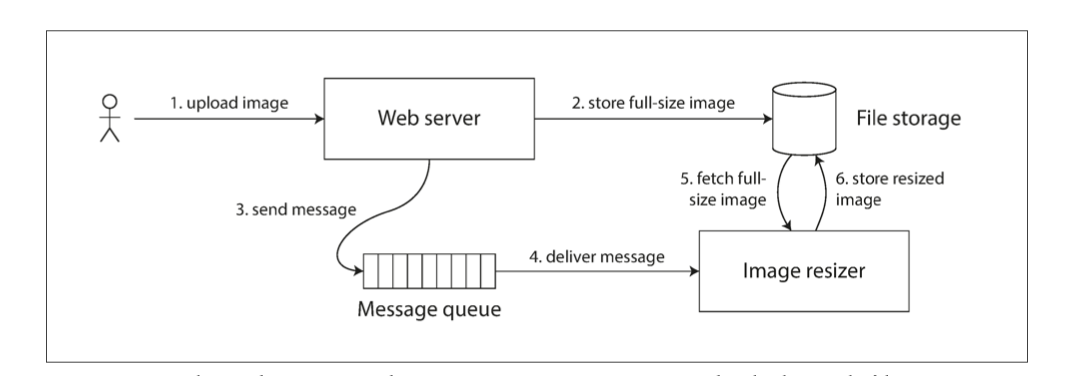 1. upload image
Web server
2. store full-size image
File storage
3. send message
5. fetch full-
size image
6. store resized
image
4. deliver message
Image resizer
Message queue